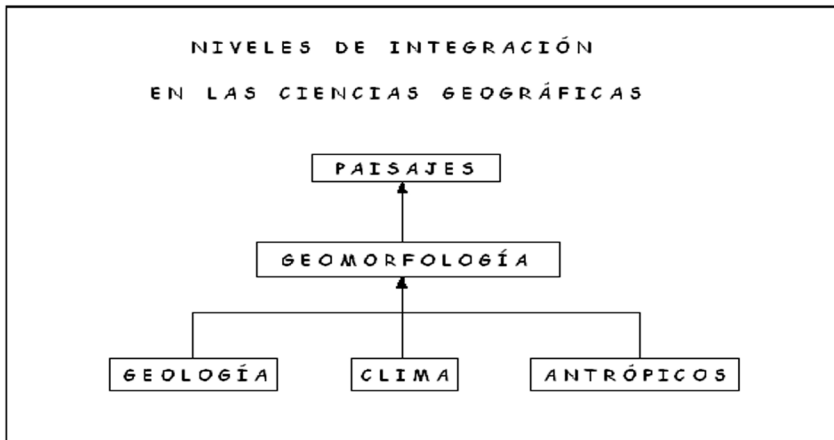 NIVELES DE INTEGRACIÓN
EN LAS CIENCIAS GEOGRÁFICAS
PAISAJES
GEOMORFOLOGÍA
GEOLOGÍA
CLIMA
ANTRÓPICOS